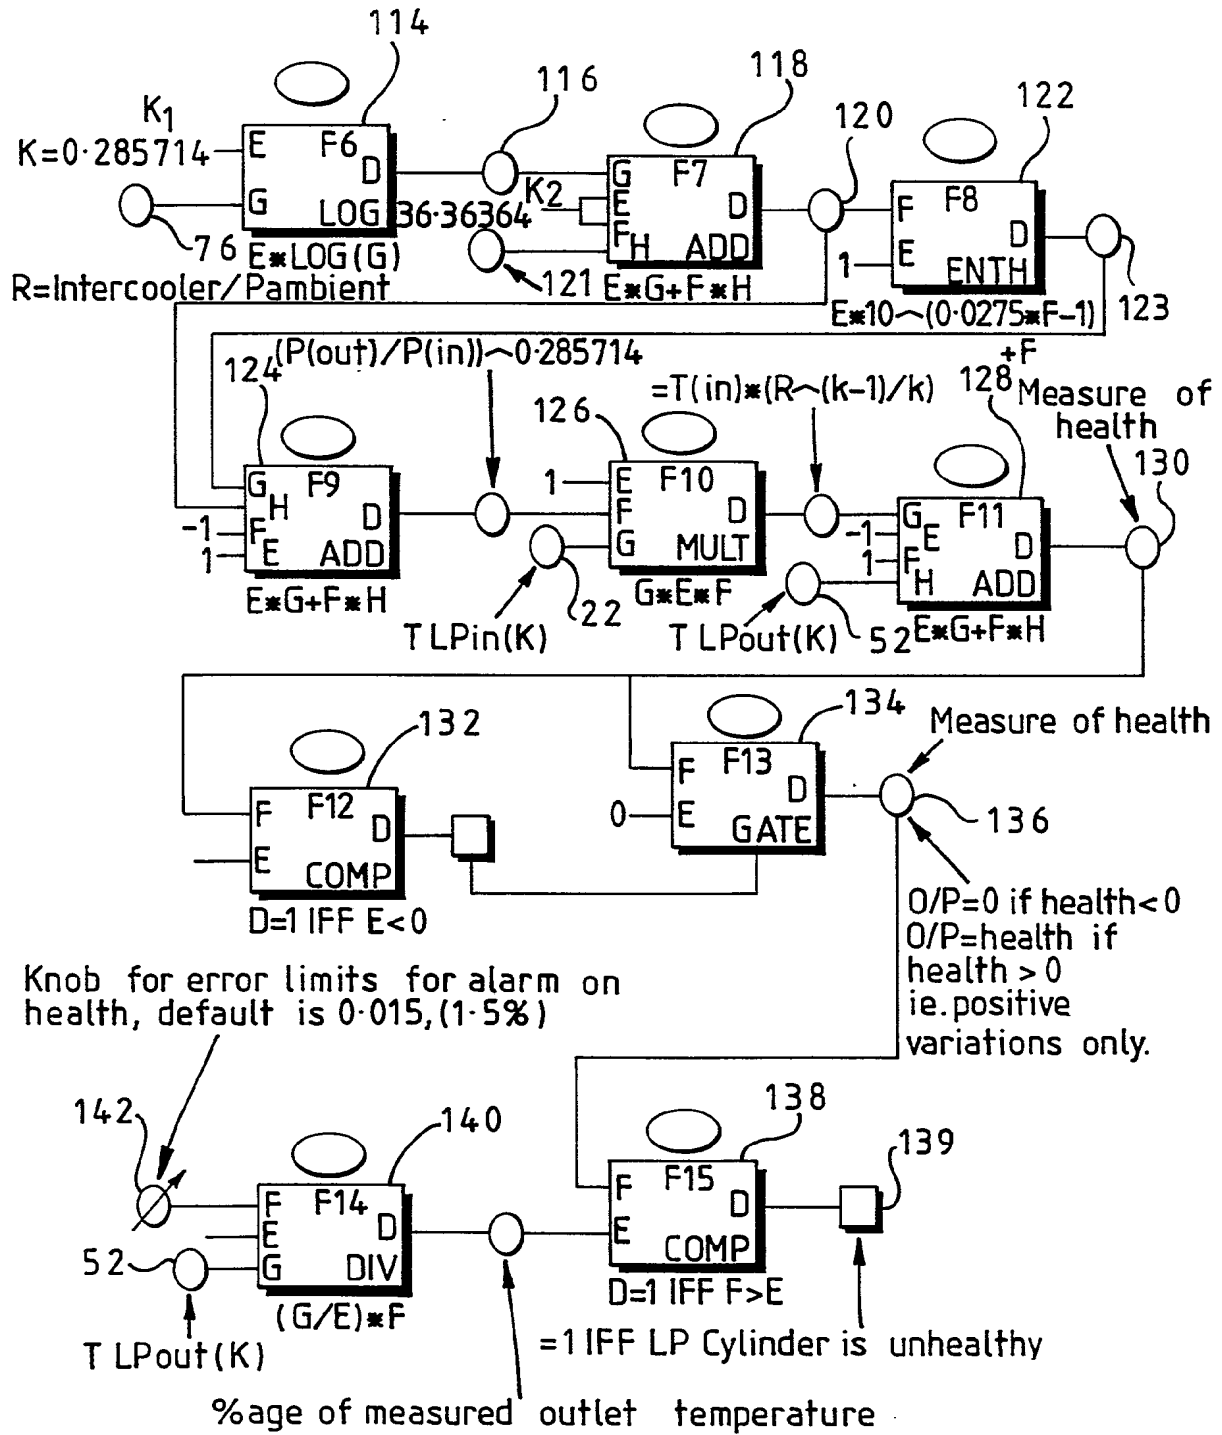 114
116
118
120
122
K1
K=0.285714
E
F6
D
G
LOG
76
E*LOG(G)
R=Intercooler/Pambient
K2
36.36364
G
F7
E
D
F
H
ADD
121
E*G+F*H
F
F8
D
1
E
ENTH
E*10~(0.0275*F-1)
+F
123
124
(P(out)/P(in))~0.285714
126
=T(in)*(R~(k-1)/k)
128
Measure of
health
130
G
F9
H
D
-1
F
1
E
ADD
E*G+F*H
1
E
F10
F
D
G
MULT
G*E*F
T LPin(K)
22
G
F11
-1
E
D
1
F
H
ADD
E*G+F*H
T LPout(K)
52
132
F
F12
D
E
COMP
D=1 IFF E<0
134
F
F13
D
0
E
GATE
Measure of health
136
O/P=0 if health<0
O/P=health if
health>0
ie.positive
variations only.
Knob for error limits for alarm on
health, default is 0.015,(1.5%)
142
140
F
F14
E
D
G
DIV
(G/E)*F
52
T LPout(K)
138
139
F
F15
D
E
COMP
D=1 IFF F>E
=1 IFF LP Cylinder is unhealthy
%age of measured outlet temperature